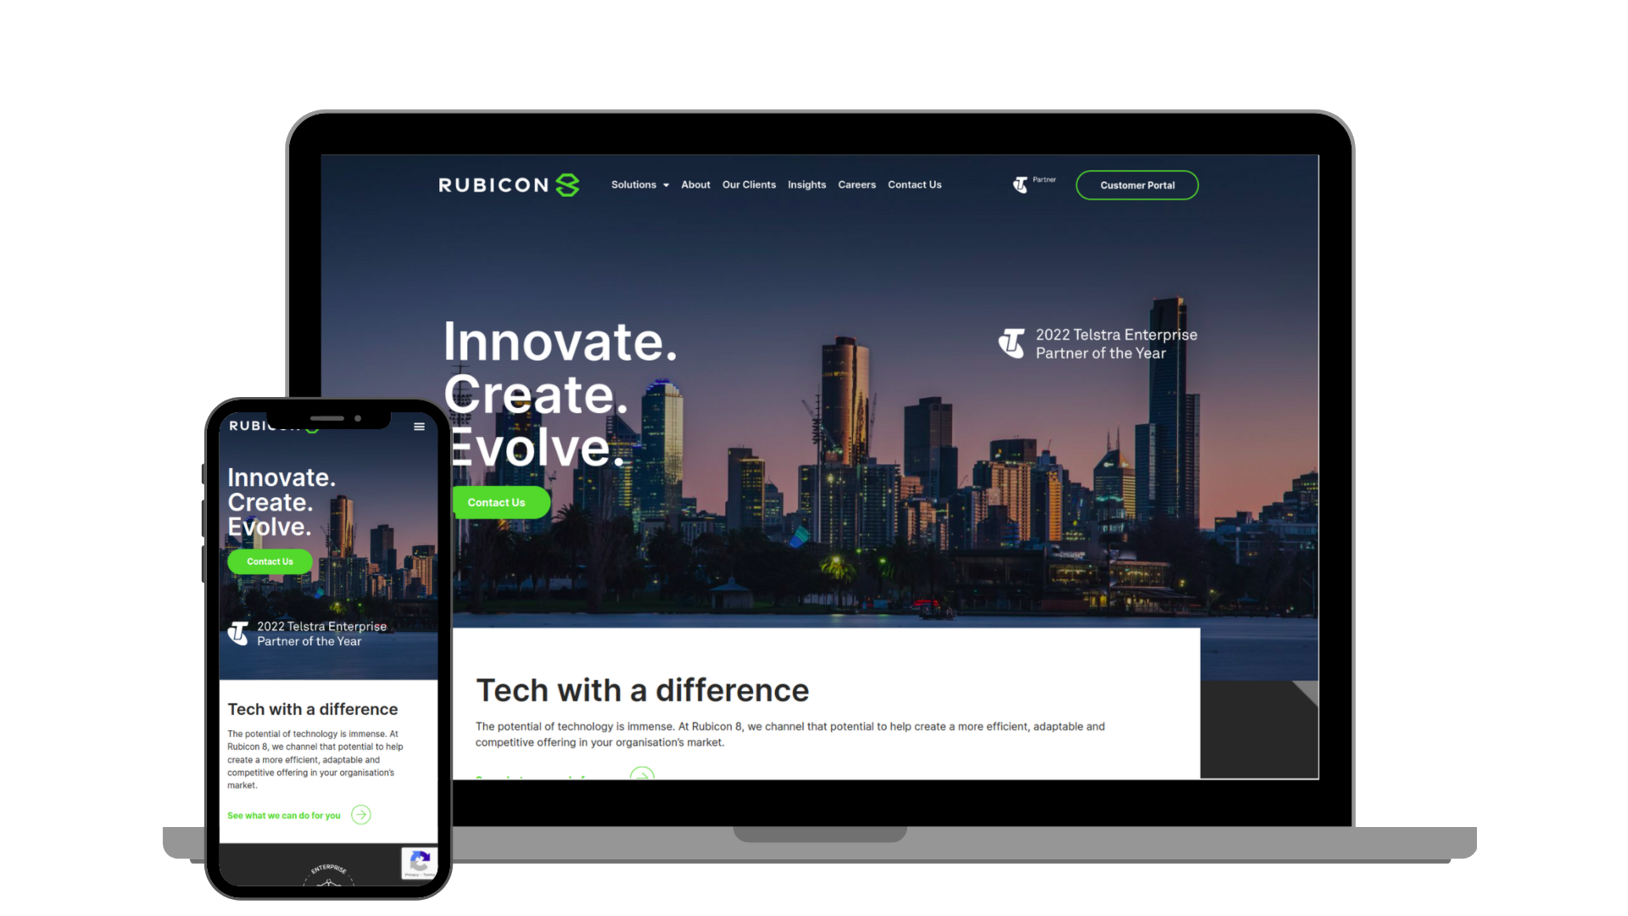 RUBICON 8
Solutions About Our Clients Insights Careers Contact Us
Partner
Customer Portal
Innovate.
Create.
Evolve.
2022 Telstra Enterprise
Partner of the Year
Contact Us
Tech with a difference
The potential of technology is immense. At Rubicon 8, we channel that potential to help create a more efficient, adaptable and
competitive offering in your organisation's market.
Innovate.
Create.
Evolve.
Contact Us
2022 Telstra Enterprise
Partner of the Year
Tech with a difference
The potential of technology is immense. At
Rubicon 8, we channel that potential to help
create a more efficient, adaptable and
competitive offering in your organisation's
market.
See what we can do for you
ENTERPRISE
Privacy - Terms